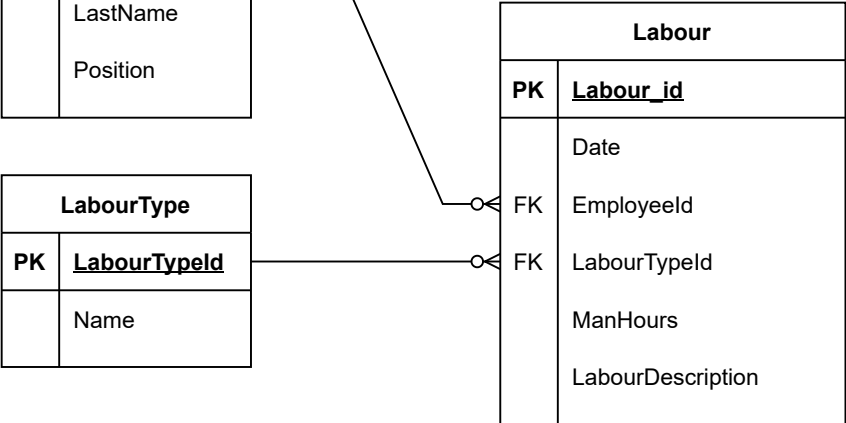 LastName
Position
LabourType
PK LabourTypeId
Name
Labour
PK Labour_id
Date
FK EmployeeId
FK LabourTypeId
ManHours
LabourDescription